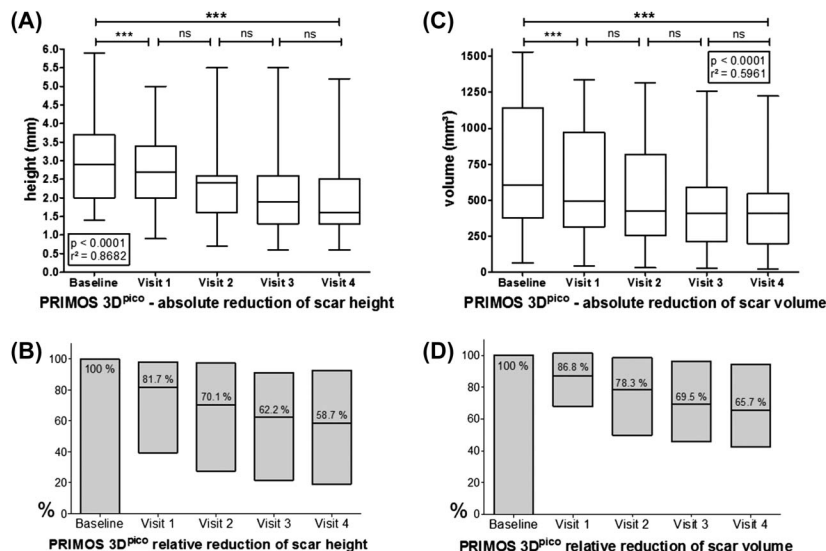 (A)
***
*** ns ns ns
6.0
5.5
5.0
4.5
4.0
3.5
3.0
2.5
2.0
1.5
1.0
0.5
0.0
height (mm)
p < 0.0001
r² = 0.8682
Baseline Visit 1 Visit 2 Visit 3 Visit 4
PRIMOS 3Dpico - absolute reduction of scar height
(C)
***
*** ns ns ns
1500
1250
1000
750
500
250
0
volume (mm³)
p < 0.0001
r² = 0.5961
Baseline Visit 1 Visit 2 Visit 3 Visit 4
PRIMOS 3Dpico - absolute reduction of scar volume
(B)
100
80
60
40
20
0
%
100 %
81.7 %
70.1 %
62.2 %
58.7 %
Baseline Visit 1 Visit 2 Visit 3 Visit 4
PRIMOS 3Dpico relative reduction of scar height
(D)
100
80
60
40
20
0
%
100 %
86.8 %
78.3 %
69.5 %
65.7 %
Baseline Visit 1 Visit 2 Visit 3 Visit 4
PRIMOS 3Dpico relative reduction of scar volume